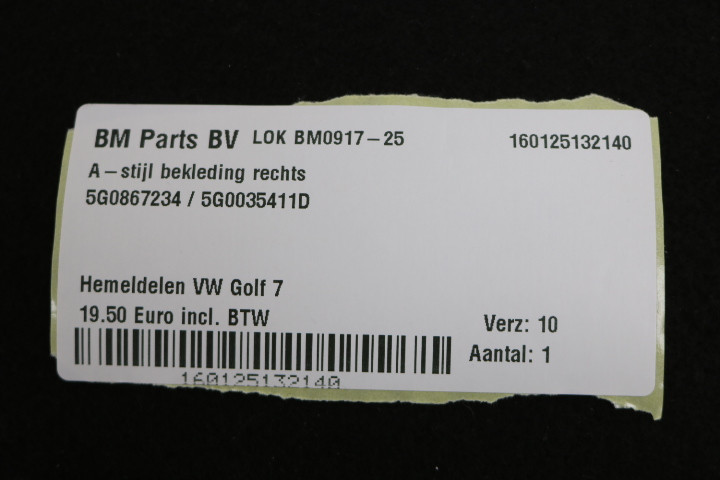 BM Parts BV LOK BM0917-25 160125132140
A-stijl bekleding rechts
5G0867234 / 5G0035411D
Hemeldelen VW Golf 7
19.50 Euro incl. BTW
Verz: 10
Aantal: 1
160125132140